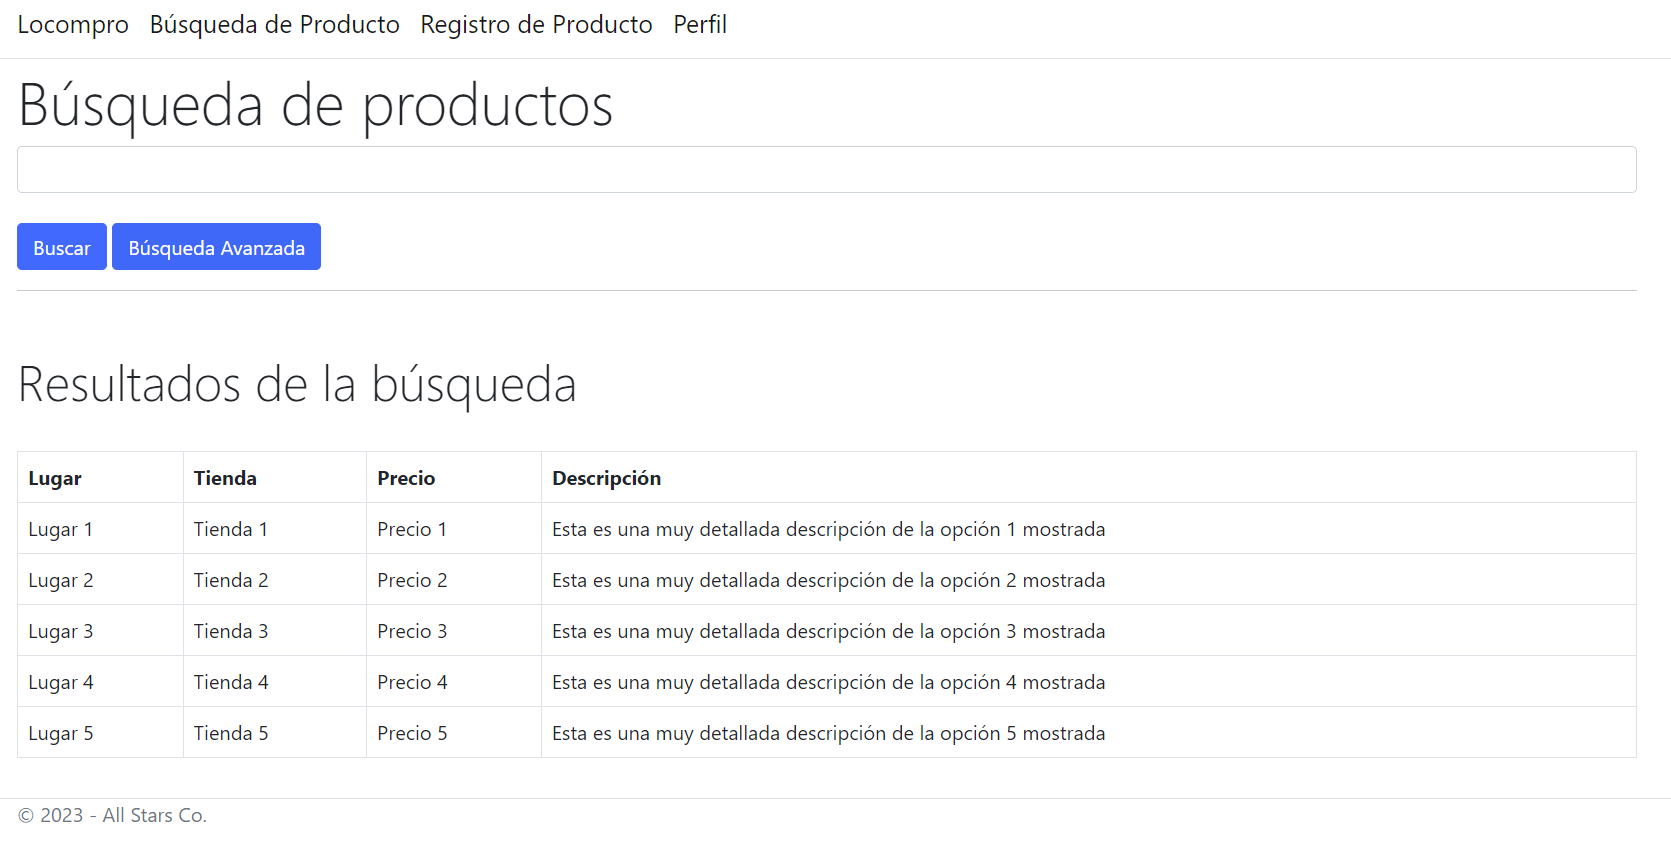 Locompro Búsqueda de Producto Registro de Producto Perfil
Búsqueda de productos
Buscar Búsqueda Avanzada
Resultados de la búsqueda
Lugar Tienda Precio Descripción
Lugar 1 Tienda 1 Precio 1 Esta es una muy detallada descripción de la opción 1 mostrada
Lugar 2 Tienda 2 Precio 2 Esta es una muy detallada descripción de la opción 2 mostrada
Lugar 3 Tienda 3 Precio 3 Esta es una muy detallada descripción de la opción 3 mostrada
Lugar 4 Tienda 4 Precio 4 Esta es una muy detallada descripción de la opción 4 mostrada
Lugar 5 Tienda 5 Precio 5 Esta es una muy detallada descripción de la opción 5 mostrada
© 2023 - All Stars Co.